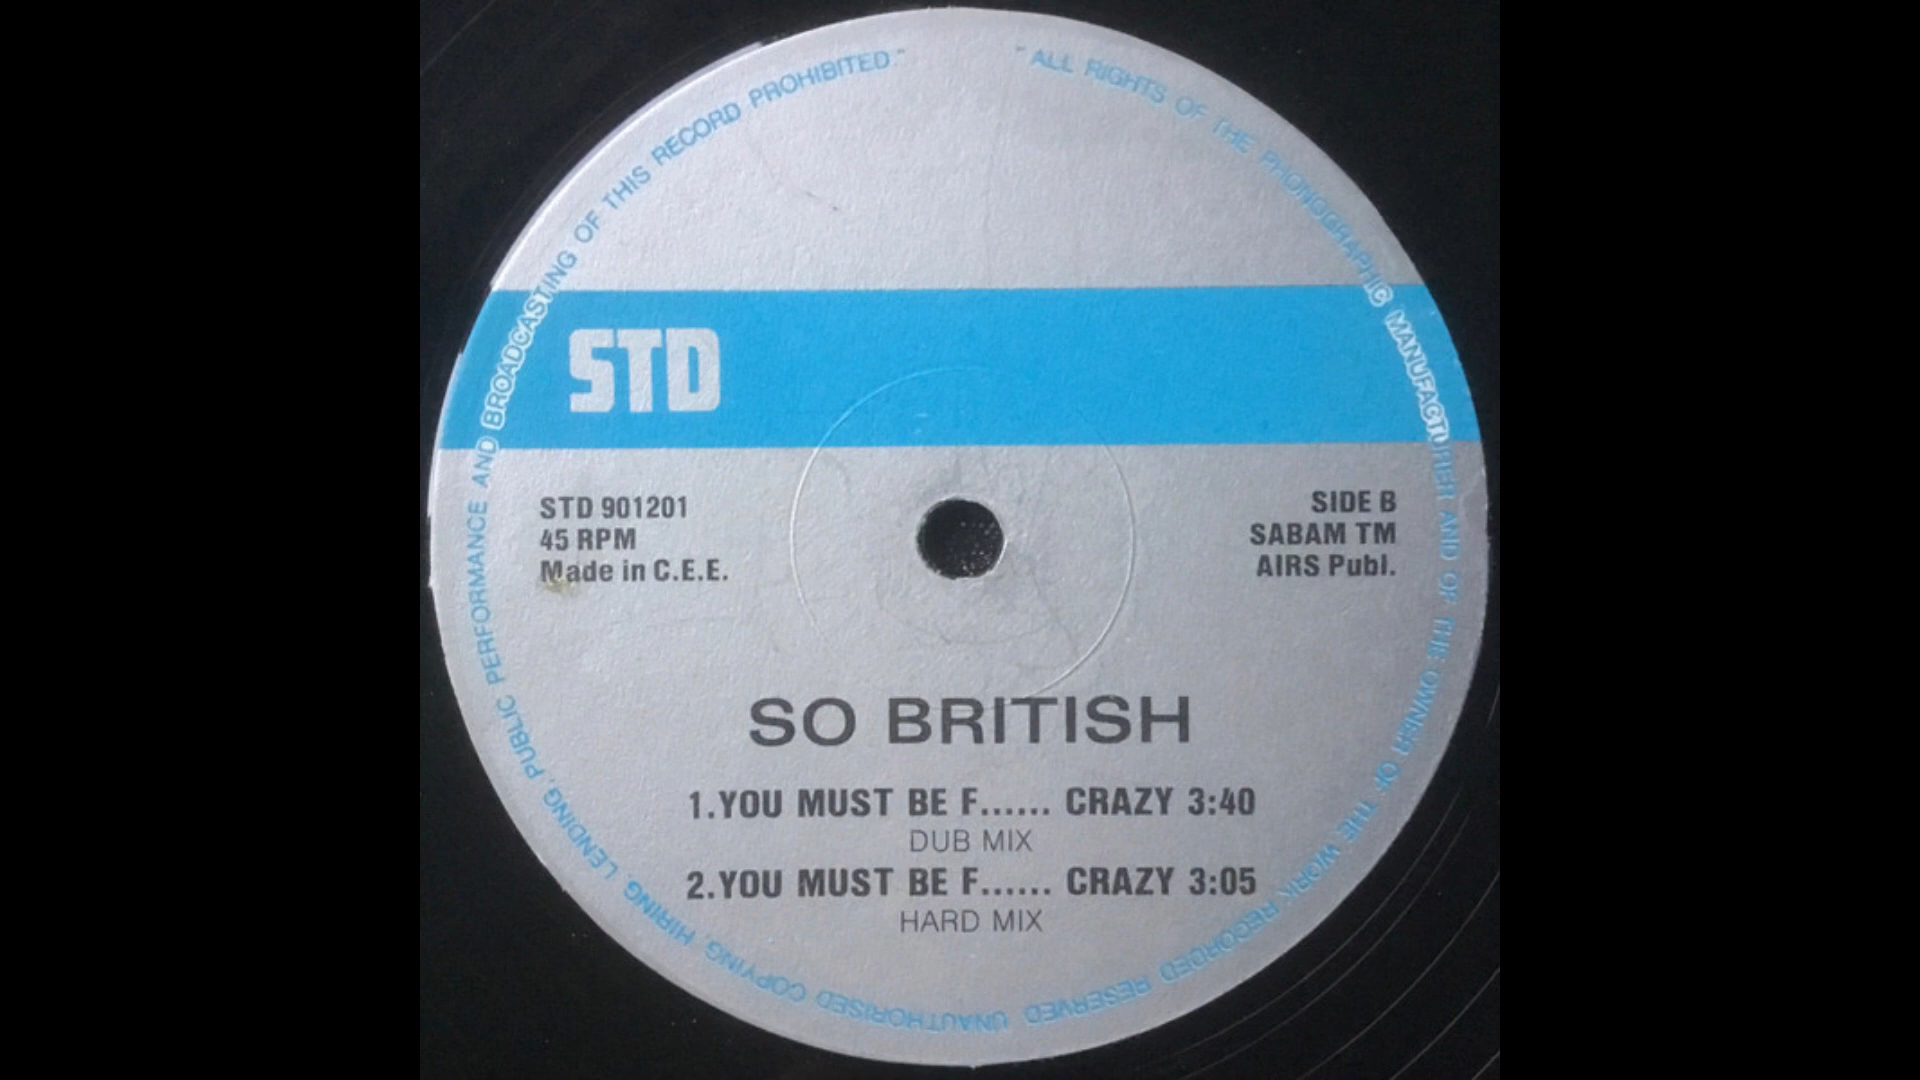 "ALL RIGHTS OF THE PHONOGRAPHIC MANUFACTURER AND OF THE OWNER OF THE WORK RECORDED RESERVED UNAUTHORISED COPYING, HIRING, LENDING, PUBLIC PERFORMANCE AND BROADCASTING OF THIS RECORD PROHIBITED."
STD
STD 901201
45 RPM
Made in C.E.E.
SIDE B
SABAM TM
AIRS Publ.
SO BRITISH
1.YOU MUST BE F...... CRAZY 3:40
DUB MIX
2.YOU MUST BE F...... CRAZY 3:05
HARD MIX